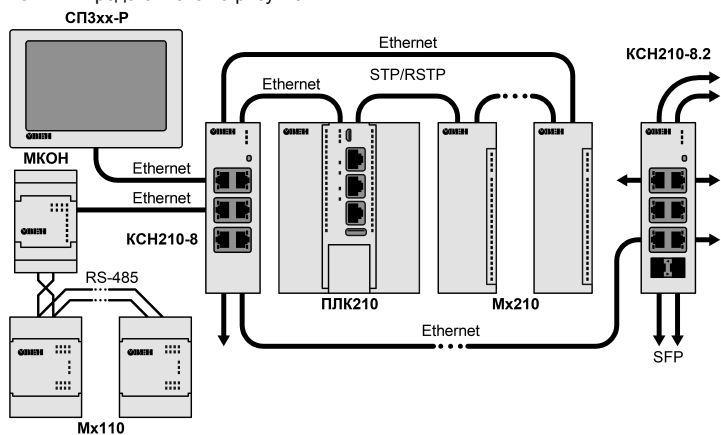 СП3хх-Р
Ethernet
КСН210-8.2
Ethernet
STP/RSTP
ОВЕН
ОВЕН
ОВЕН
ОВЕН
ОВЕН
ОВЕН
МКОН
Ethernet
Ethernet
ОВЕН
КСН210-8
RS-485
ПЛК210
Мх210
Ethernet
ОВЕН
ОВЕН
SFP
Мх110